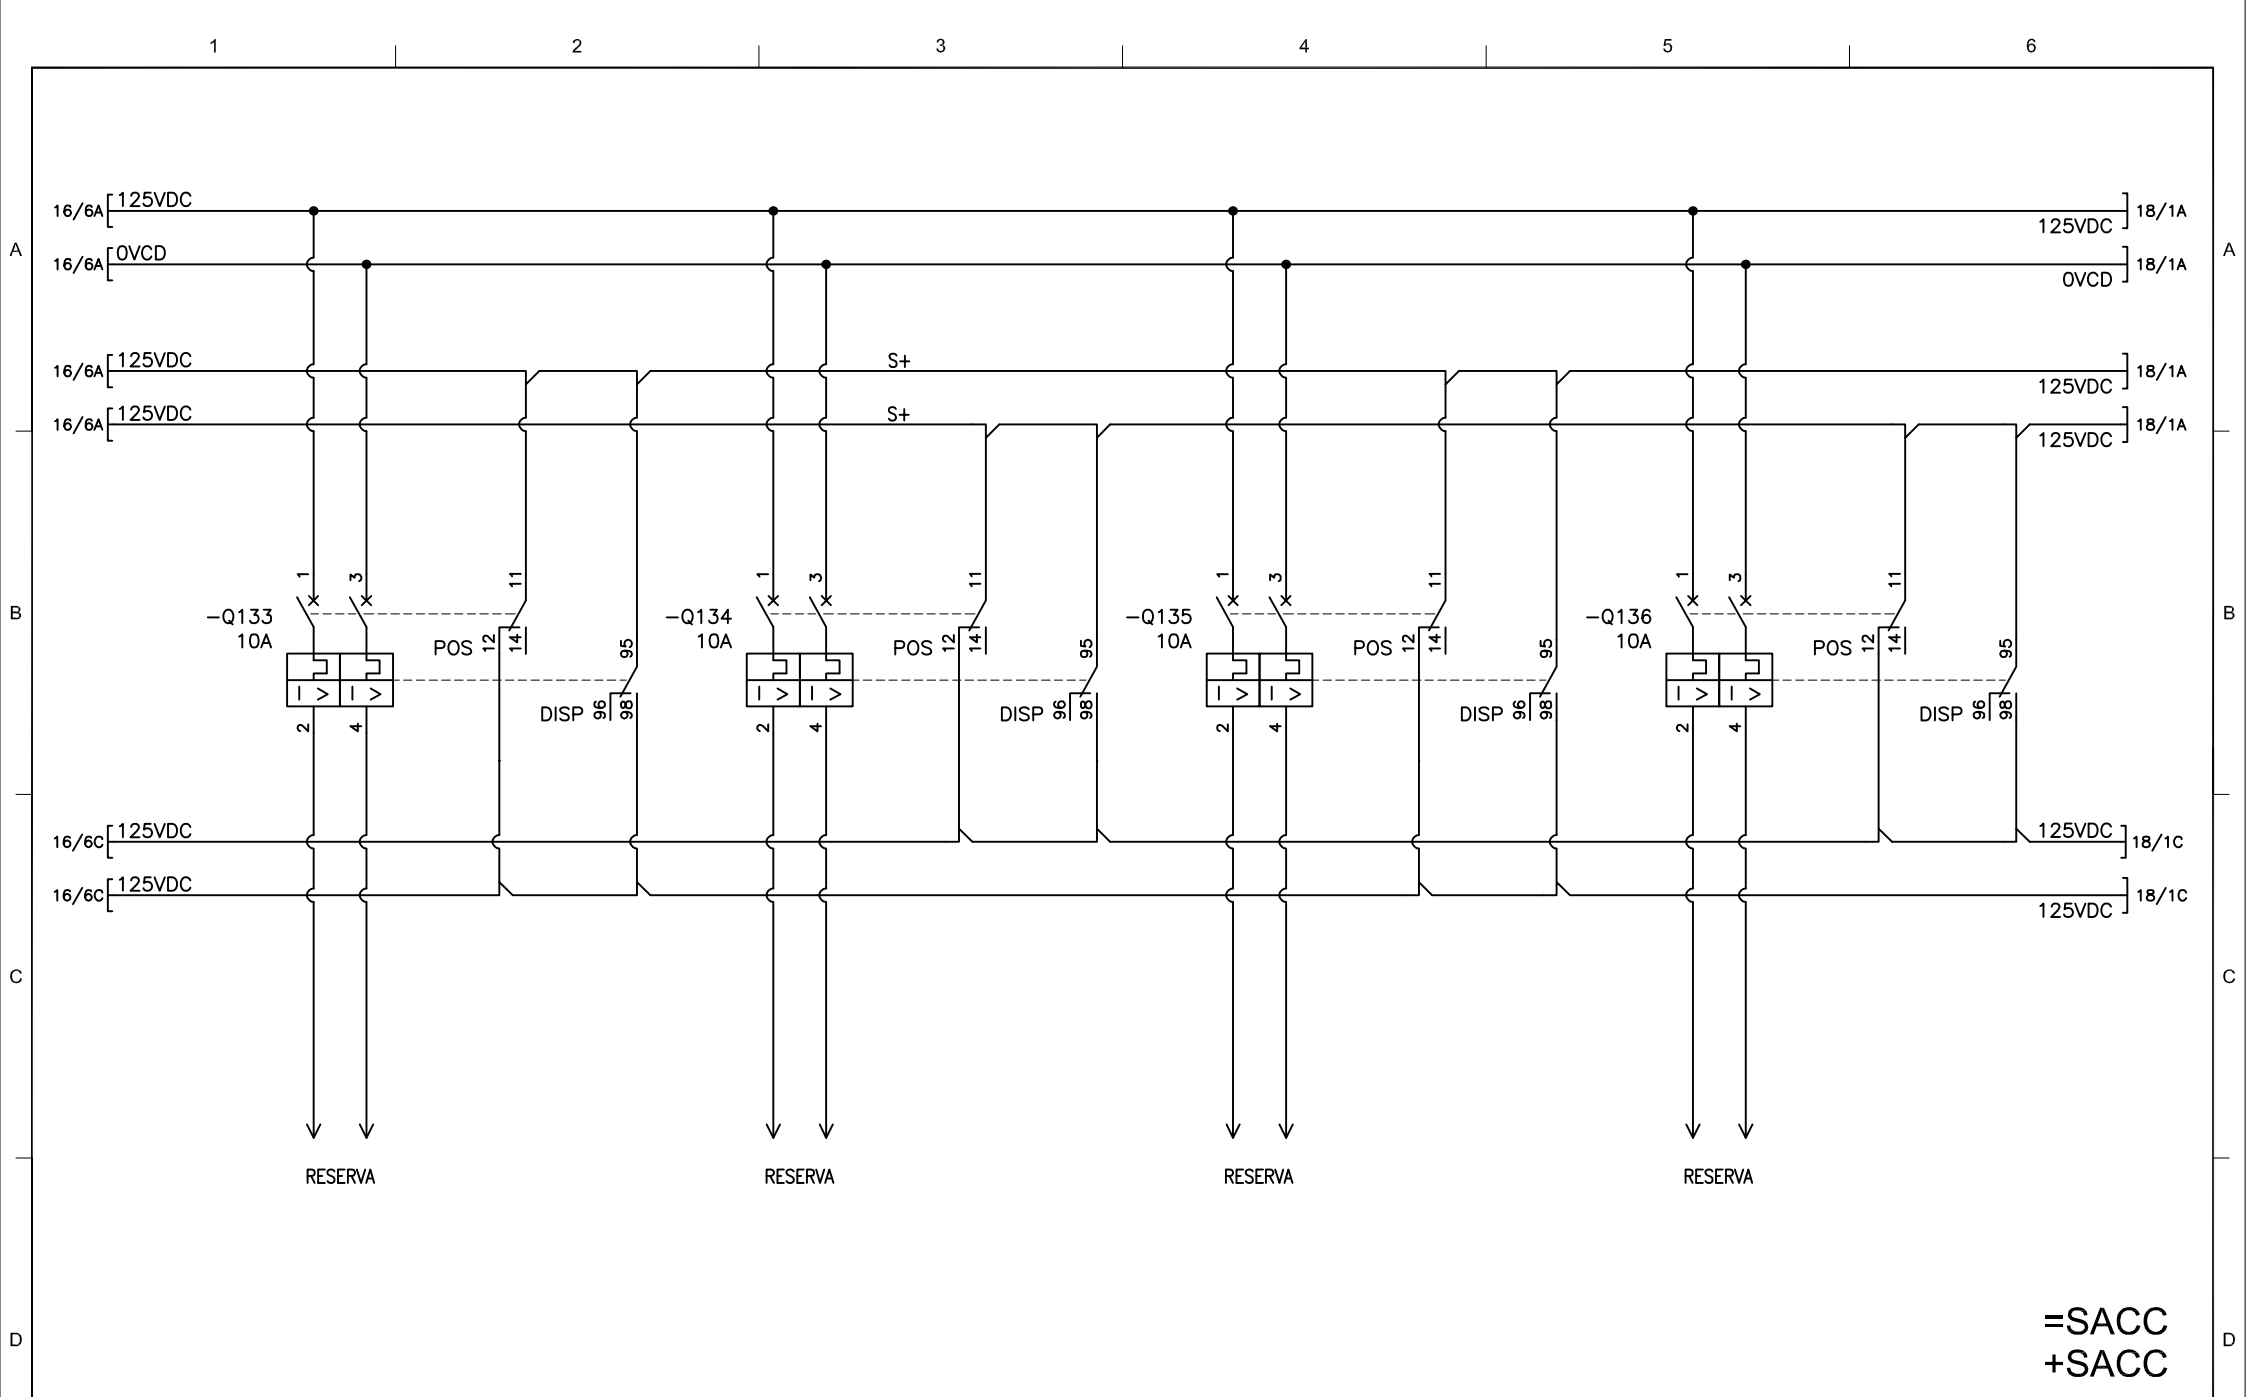 1 2 3 4 5 6
16/6A 125VDC 125VDC 18/1A
A 16/6A 0VCD 0VCD 18/1A A
16/6A 125VDC S+ 125VDC 18/1A
16/6A 125VDC S+ 125VDC 18/1A
1 3 11 1 3 11 1 3 11 1 3 11
B -Q133 -Q134 -Q135 -Q136 B
10A 10A 10A 10A
POS 12 14 95 POS 12 14 95 POS 12 14 95 POS 12 14 95
I > I > I > I > I > I > I > I >
2 4 DISP 96 98 2 4 DISP 96 98 2 4 DISP 96 98 2 4 DISP 96 98
16/6C 125VDC 125VDC 18/1C
16/6C 125VDC 125VDC 18/1C
C C
RESERVA RESERVA RESERVA RESERVA
=SACC
D D
+SACC